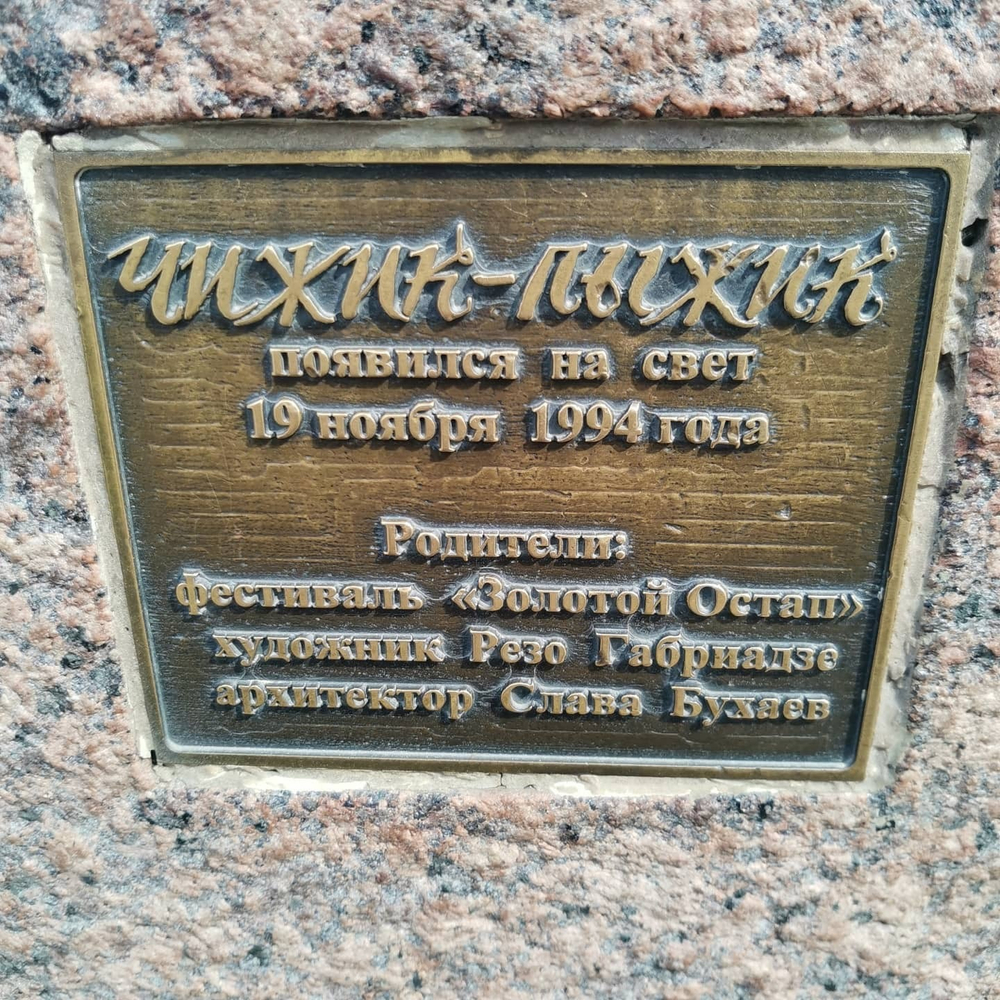 Чижик-Пыжик
появился на свет
19 ноября 1994 года
Родители:
фестиваль «Золотой Остап»
художник Резо Габриадзе
архитектор Слава Бухаев